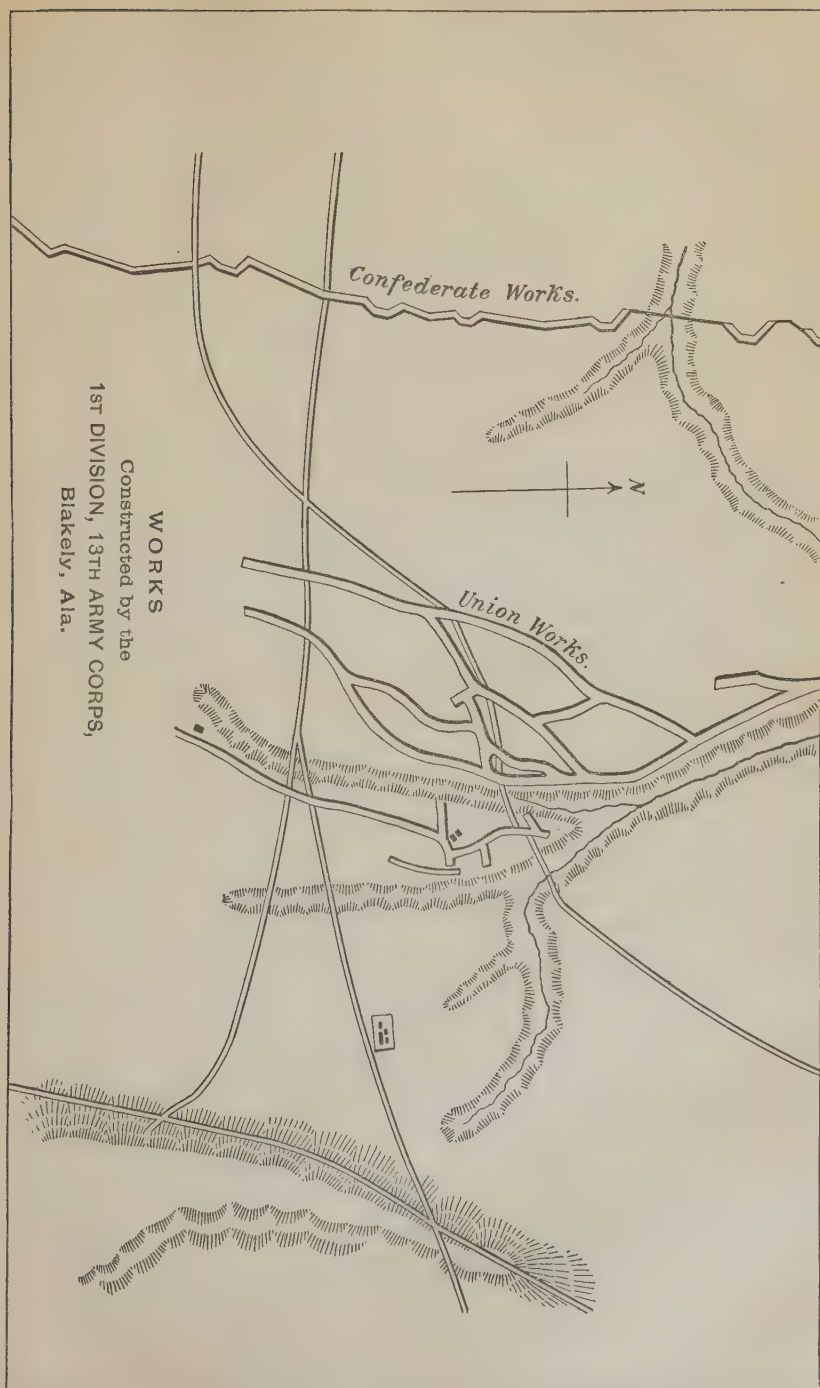 Confederate Works.
N
Union Works.
WORKS
Constructed by the
1ST DIVISION, 13TH ARMY CORPS,
Blakely, Ala.